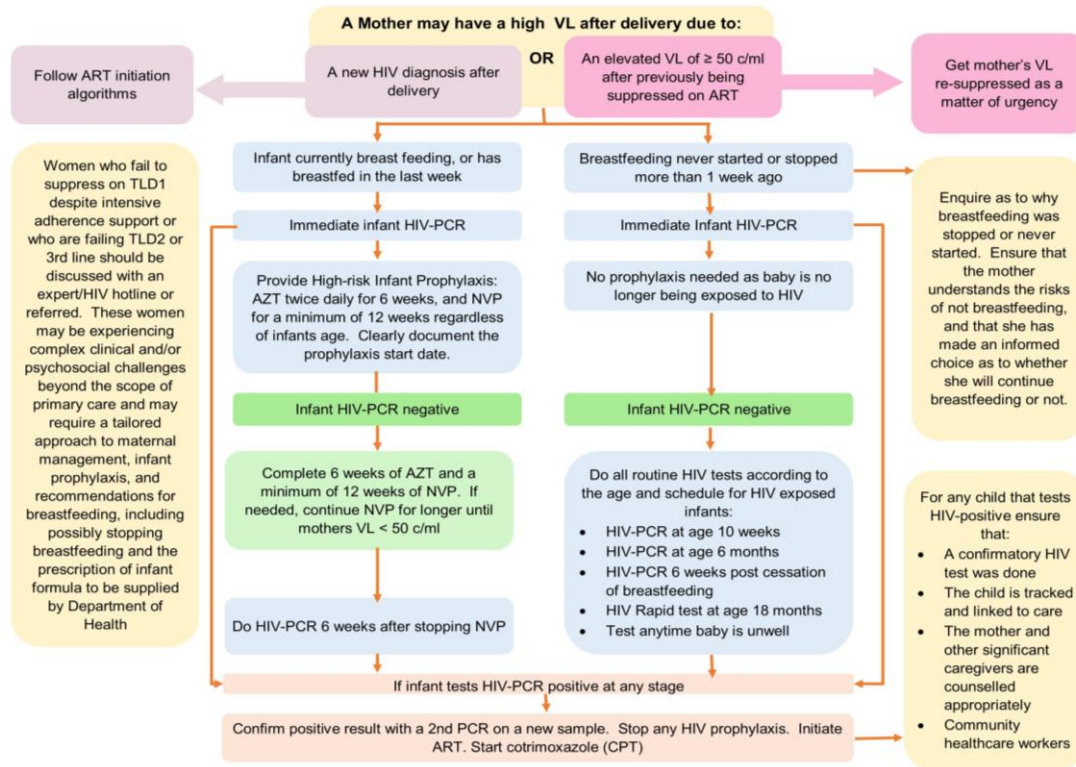 A Mother may have a high VL after delivery due to:
Follow ART initiation
algorithms
A new HIV diagnosis after
delivery
OR
An elevated VL of ≥ 50 c/ml
after previously being
suppressed on ART
Get mother's VL
re-suppressed as a
matter of urgency
Women who fail to
suppress on TLD1
despite intensive
adherence support or
who are failing TLD2 or
3rd line should be
discussed with an
expert/HIV hotline or
referred. These women
may be experiencing
complex clinical and/or
psychosocial challenges
beyond the scope of
primary care and may
require a tailored
approach to maternal
management, infant
prophylaxis, and
recommendations for
breastfeeding, including
possibly stopping
breastfeeding and the
prescription of infant
formula to be supplied
by Department of
Health
Infant currently breast feeding, or has
breastfed in the last week
Immediate infant HIV-PCR
Provide High-risk Infant Prophylaxis:
AZT twice daily for 6 weeks, and NVP
for a minimum of 12 weeks regardless
of infants age. Clearly document the
prophylaxis start date.
Infant HIV-PCR negative
Complete 6 weeks of AZT and a
minimum of 12 weeks of NVP. If
needed, continue NVP for longer until
mothers VL < 50 c/ml
Do HIV-PCR 6 weeks after stopping NVP
Breastfeeding never started or stopped
more than 1 week ago
Immediate Infant HIV-PCR
No prophylaxis needed as baby is no
longer being exposed to HIV
Infant HIV-PCR negative
Do all routine HIV tests according to
the age and schedule for HIV exposed
infants:
• HIV-PCR at age 10 weeks
• HIV-PCR at age 6 months
• HIV-PCR 6 weeks post cessation
of breastfeeding
• HIV Rapid test at age 18 months
• Test anytime baby is unwell
Enquire as to why
breastfeeding was
stopped or never
started. Ensure that the
mother
understands the risks
of not breastfeeding,
and that she has
made an informed
choice as to whether
she will continue
breastfeeding or not.
For any child that tests
HIV-positive ensure
that:
• A confirmatory HIV
test was done
• The child is tracked
and linked to care
• The mother and
other significant
caregivers are
counselled
appropriately
• Community
healthcare workers
If infant tests HIV-PCR positive at any stage
Confirm positive result with a 2nd PCR on a new sample. Stop any HIV prophylaxis. Initiate
ART. Start cotrimoxazole (CPT)